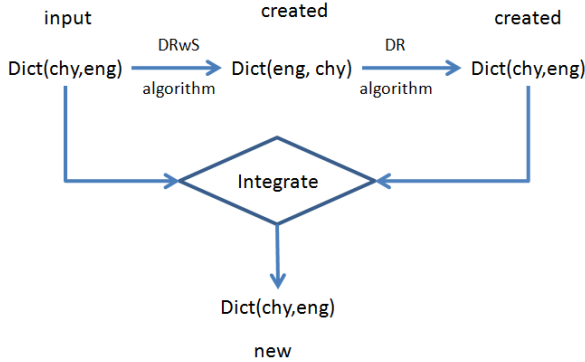 input
created
created
DRwS
DR
Dict(chy,eng)
Dict(eng, chy)
Dict(chy,eng)
algorithm
algorithm
Integrate
Dict(chy,eng)
new